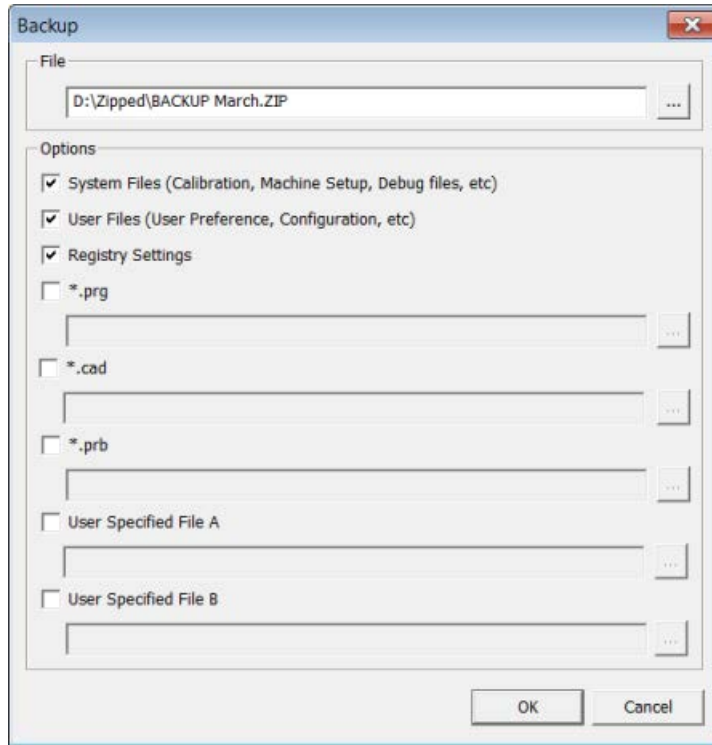 Backup
File
D:\Zipped\BACKUP March.ZIP
...
Options
System Files (Calibration, Machine Setup, Debug files, etc)
User Files (User Preference, Configuration, etc)
Registry Settings
*.prg
...
*.cad
...
*.prb
...
User Specified File A
...
User Specified File B
...
OK Cancel